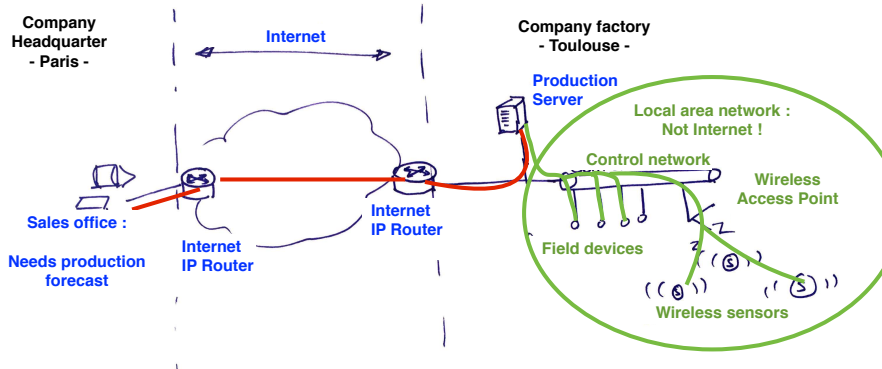 Company
Headquarter
- Paris -
Internet
Company factory
- Toulouse -
Production
Server
Local area network :
Not Internet !
Control network
Wireless
Access Point
Sales office :
Needs production
forecast
Internet
IP Router
Internet
IP Router
Field devices
Z
Z
((S))
((S))
((S))
Wireless sensors